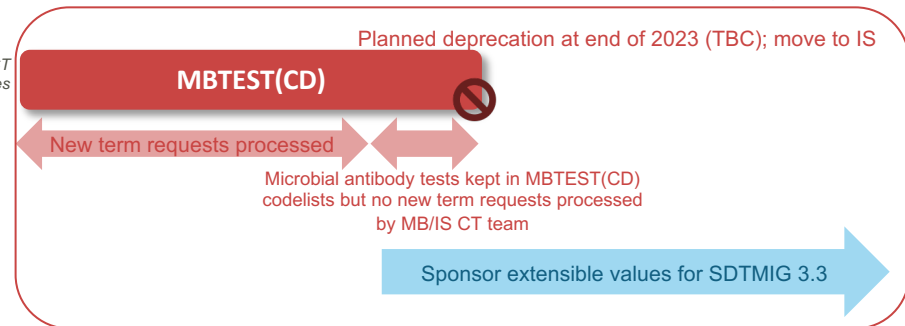 Planned deprecation at end of 2023 (TBC); move to IS
CT
es
MBTEST(CD)
New term requests processed
Microbial antibody tests kept in MBTEST(CD)
codelists but no new term requests processed
by MB/IS CT team
Sponsor extensible values for SDTMIG 3.3